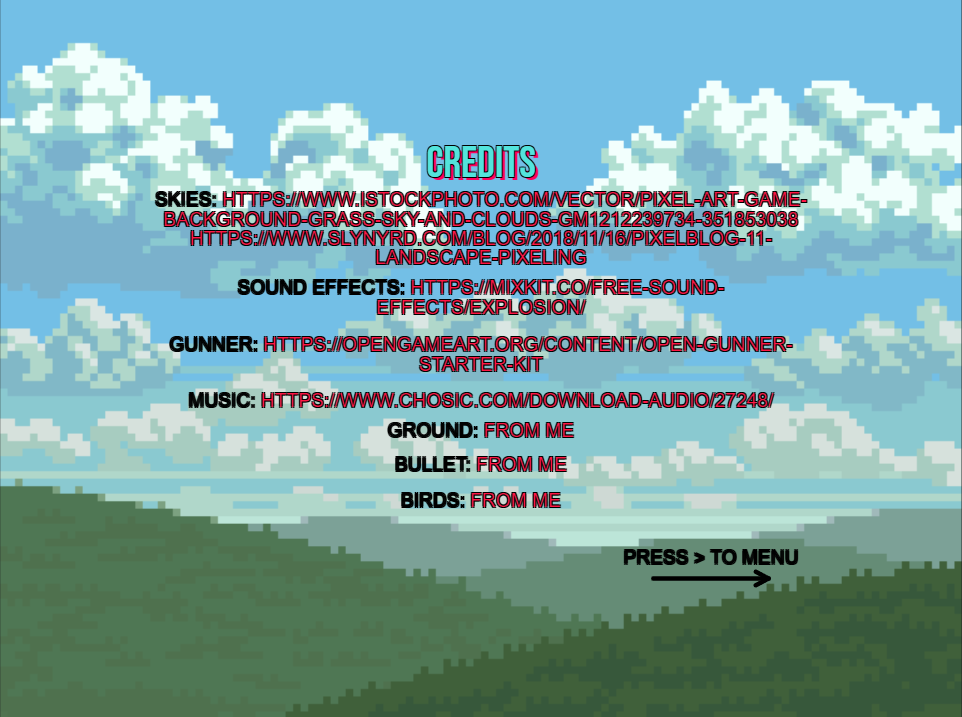 CREDITS
SKIES: HTTPS://WWW.ISTOCKPHOTO.COM/VECTOR/PIXEL-ART-GAME-
BACKGROUND-GRASS-SKY-AND-CLOUDS-GM1212239734-351853038
HTTPS://WWW.SLYNYRD.COM/BLOG/2018/11/16/PIXELBLOG-11-
LANDSCAPE-PIXELING
SOUND EFFECTS: HTTPS://MIXKIT.CO/FREE-SOUND-
EFFECTS/EXPLOSION/
GUNNER: HTTPS://OPENGAMEART.ORG/CONTENT/OPEN-GUNNER-
STARTER-KIT
MUSIC: HTTPS://WWW.CHOSIC.COM/DOWNLOAD-AUDIO/27248/
GROUND: FROM ME
BULLET: FROM ME
BIRDS: FROM ME
PRESS > TO MENU